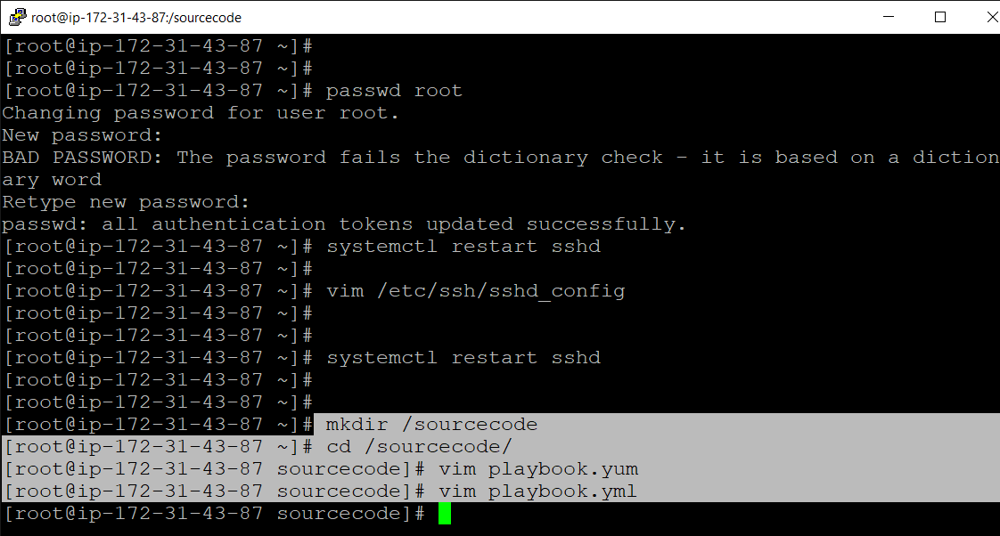 root@ip-172-31-43-87:/sourcecode
[root@ip-172-31-43-87 ~]#
[root@ip-172-31-43-87 ~]#
[root@ip-172-31-43-87 ~]# passwd root
Changing password for user root.
New password:
BAD PASSWORD: The password fails the dictionary check - it is based on a diction
ary word
Retype new password:
passwd: all authentication tokens updated successfully.
[root@ip-172-31-43-87 ~]# systemctl restart sshd
[root@ip-172-31-43-87 ~]#
[root@ip-172-31-43-87 ~]# vim /etc/ssh/sshd_config
[root@ip-172-31-43-87 ~]#
[root@ip-172-31-43-87 ~]#
[root@ip-172-31-43-87 ~]# systemctl restart sshd
[root@ip-172-31-43-87 ~]#
[root@ip-172-31-43-87 ~]#
[root@ip-172-31-43-87 ~]# mkdir /sourcecode
[root@ip-172-31-43-87 ~]# cd /sourcecode/
[root@ip-172-31-43-87 sourcecode]# vim playbook.yum
[root@ip-172-31-43-87 sourcecode]# vim playbook.yml
[root@ip-172-31-43-87 sourcecode]#